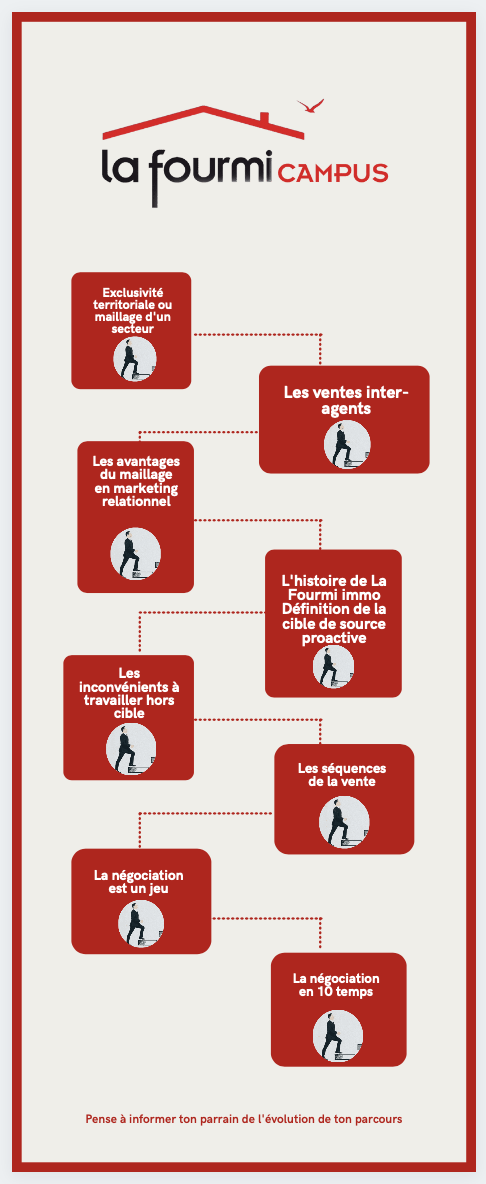 la fourmi CAMPUS
Exclusivité
territoriale ou
maillage d'un
secteur
Les ventes inter-
agents
Les avantages
du maillage
en marketing
relationnel
L'histoire de La
Fourmi immo
Définition de la
cible de source
proactive
Les
inconvénients à
travailler hors
cible
Les séquences
de la vente
La négociation
est un jeu
La négociation
en 10 temps
Pense à informer ton parrain de l'évolution de ton parcours